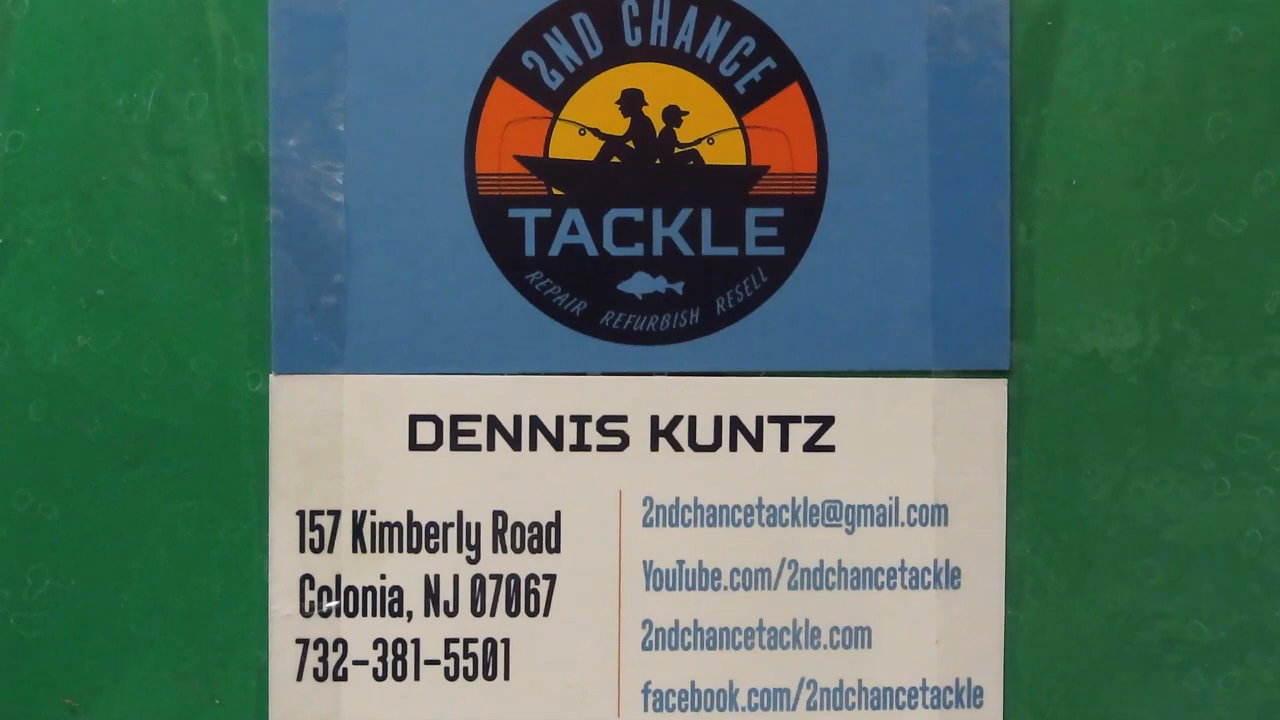 2ND CHANCE
TACKLE
REPAIR REFURBISH RESELL
DENNIS KUNTZ
157 Kimberly Road
Colonia, NJ 07067
732-381-5501
2ndchancetackle@gmail.com
YouTube.com/2ndchancetackle
2ndchancetackle.com
facebook.com/2ndchancetackle